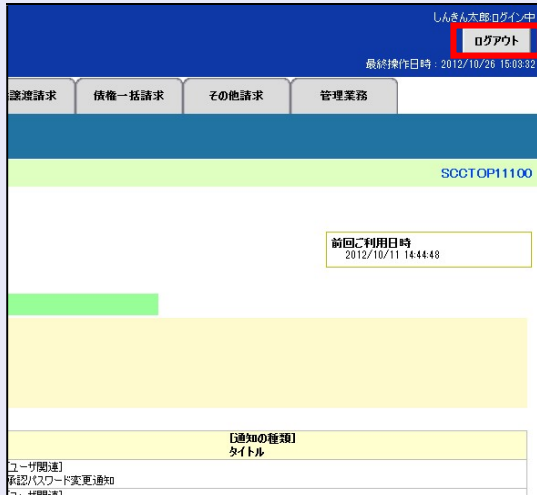 しんきん太郎:ログイン中
ログアウト
最終操作日時：2012/10/26 15:03:32
譲渡請求 債権一括請求 その他請求 管理業務
SCCTOP11100
前回ご利用日時
2012/10/11 14:44:48
[通知の種類]
タイトル
[ユーザ関連]
承認パスワード変更通知